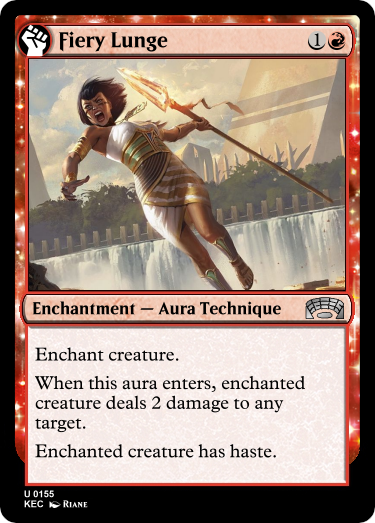 Fiery Lunge 1
Enchantment — Aura Technique
Enchant creature.
When this aura enters, enchanted
creature deals 2 damage to any
target.
Enchanted creature has haste.
U 0155
KEC Riane